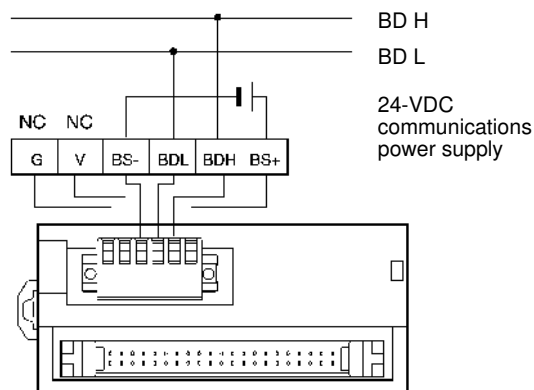 BD H
BD L
24-VDC
communications
power supply
NC NC
G V BS- BDL BDH BS+